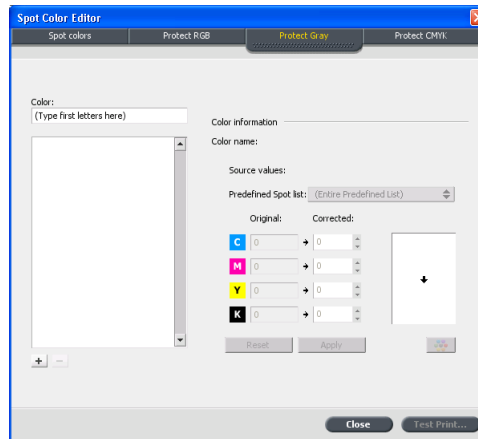 Spot Color Editor
Spot colors Protect RGB Protect Gray Protect CMYK
Color:
(Type first letters here)
Color information
Color name:
Source values:
Predefined Spot list: (Entire Predefined List)
Original: Corrected:
C 0 0
M 0 0
Y 0 0
K 0 0
Reset Apply
+ −
Close Test Print...